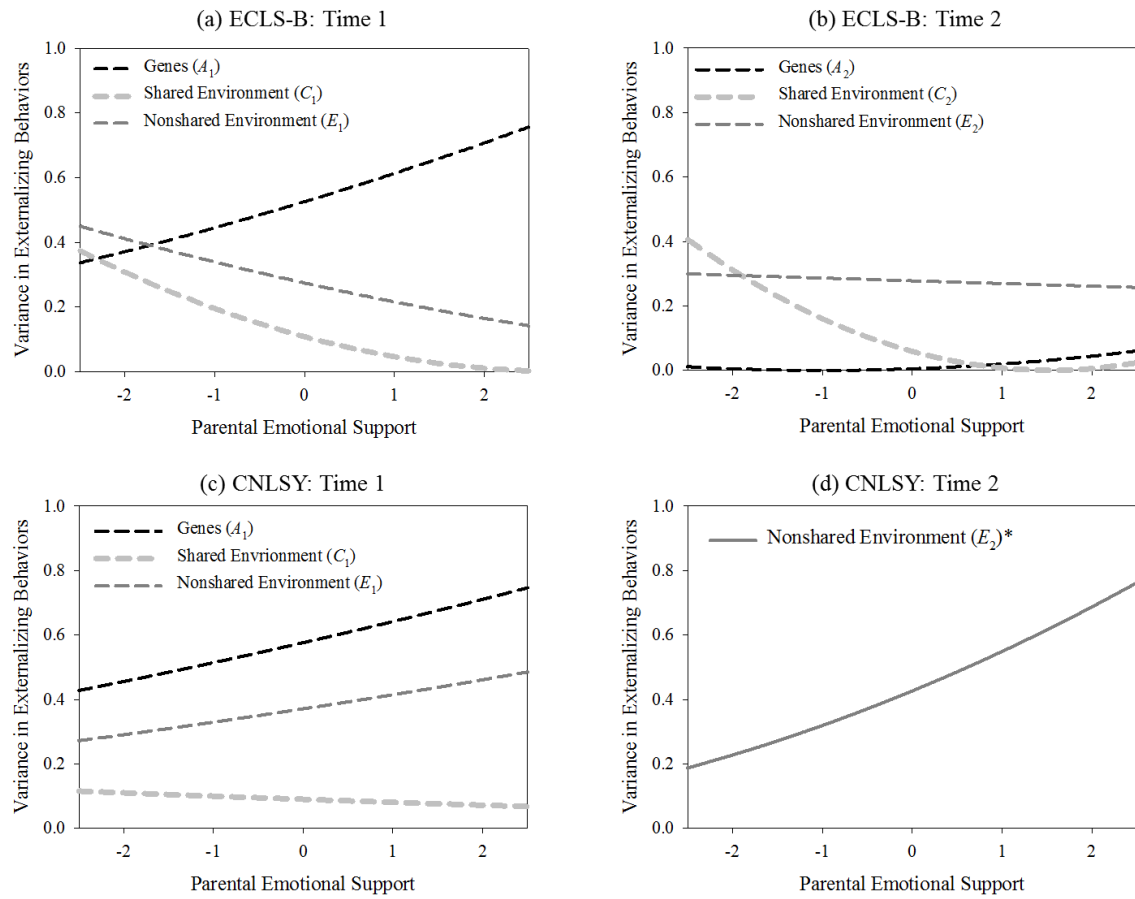 (a) ECLS-B: Time 1
Variance in Externalizing Behaviors
1.0
0.8
0.6
0.4
0.2
0.0
Genes (A1)
Shared Environment (C1)
Nonshared Environment (E1)
-2 -1 0 1 2
Parental Emotional Support
(b) ECLS-B: Time 2
Variance in Externalizing Behaviors
1.0
0.8
0.6
0.4
0.2
0.0
Genes (A2)
Shared Environment (C2)
Nonshared Environment (E2)
-2 -1 0 1 2
Parental Emotional Support
(c) CNLSY: Time 1
Variance in Externalizing Behaviors
1.0
0.8
0.6
0.4
0.2
0.0
Genes (A1)
Shared Envrionment (C1)
Nonshared Environment (E1)
-2 -1 0 1 2
Parental Emotional Support
(d) CNLSY: Time 2
Variance in Externalizing Behaviors
1.0
0.8
0.6
0.4
0.2
0.0
Nonshared Environment (E2)*
-2 -1 0 1 2
Parental Emotional Support